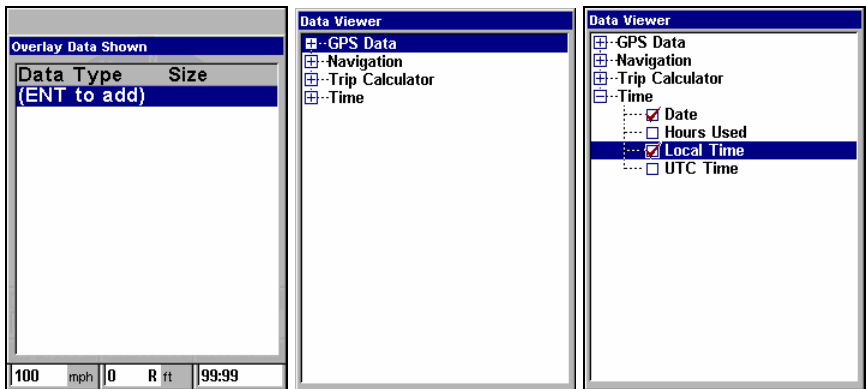 Overlay Data Shown
Data Type Size
(ENT to add)
100 mph 0 R ft 99:99
Data Viewer
GPS Data
Navigation
Trip Calculator
Time
Data Viewer
GPS Data
Navigation
Trip Calculator
Time
Date
Hours Used
Local Time
UTC Time